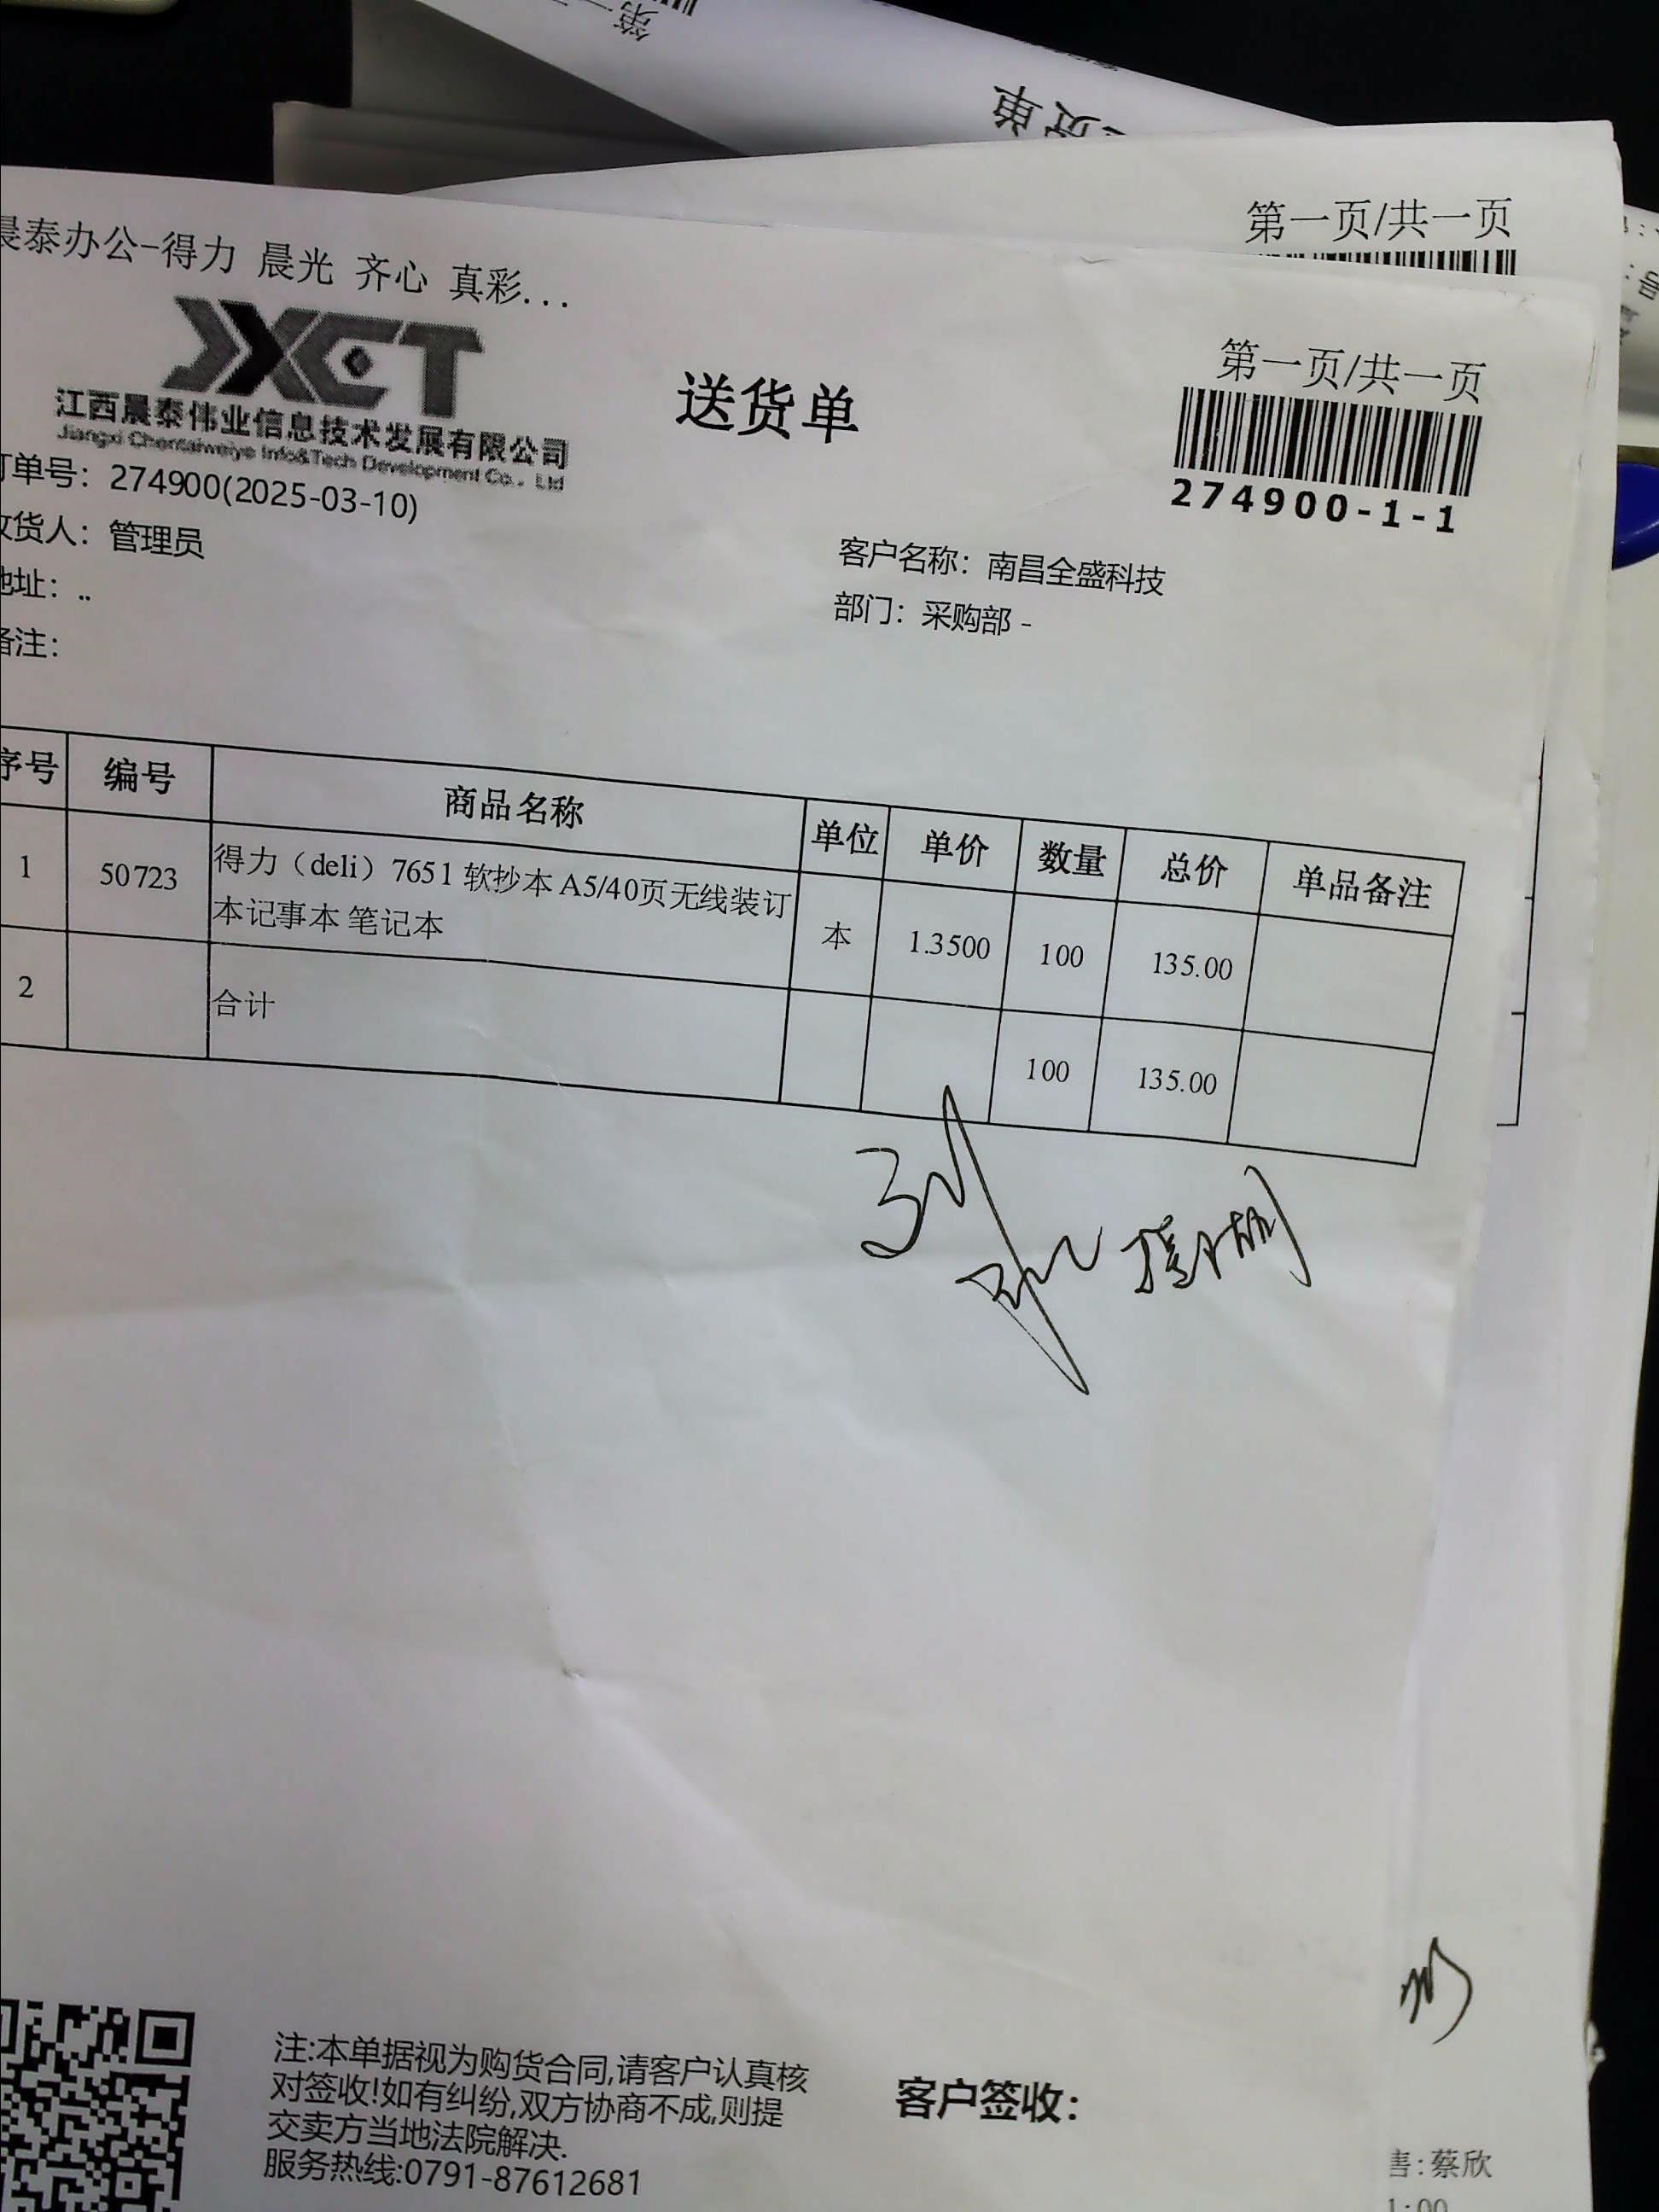 第一页/共一页
晨泰办公-得力 晨光 齐心 真彩...
JXCT
江西晨泰伟业信息技术发展有限公司
Jiangxi Chentaiweiye Info&Tech Development Co., Ltd
送货单
第一页/共一页
274900-1-1
订单号: 274900(2025-03-10)
收货人: 管理员
地址: ..
备注:
客户名称: 南昌全盛科技
部门: 采购部 -
序号 编号 商品名称 单位 单价 数量 总价 单品备注
1 50723 得力（deli）7651 软抄本 A5/40页无线装订
本记事本 笔记本 本 1.3500 100 135.00
2 合计 100 135.00
注:本单据视为购货合同,请客户认真核
对签收!如有纠纷,双方协商不成,则提
交卖方当地法院解决.
服务热线:0791-87612681
客户签收:
蔡欣